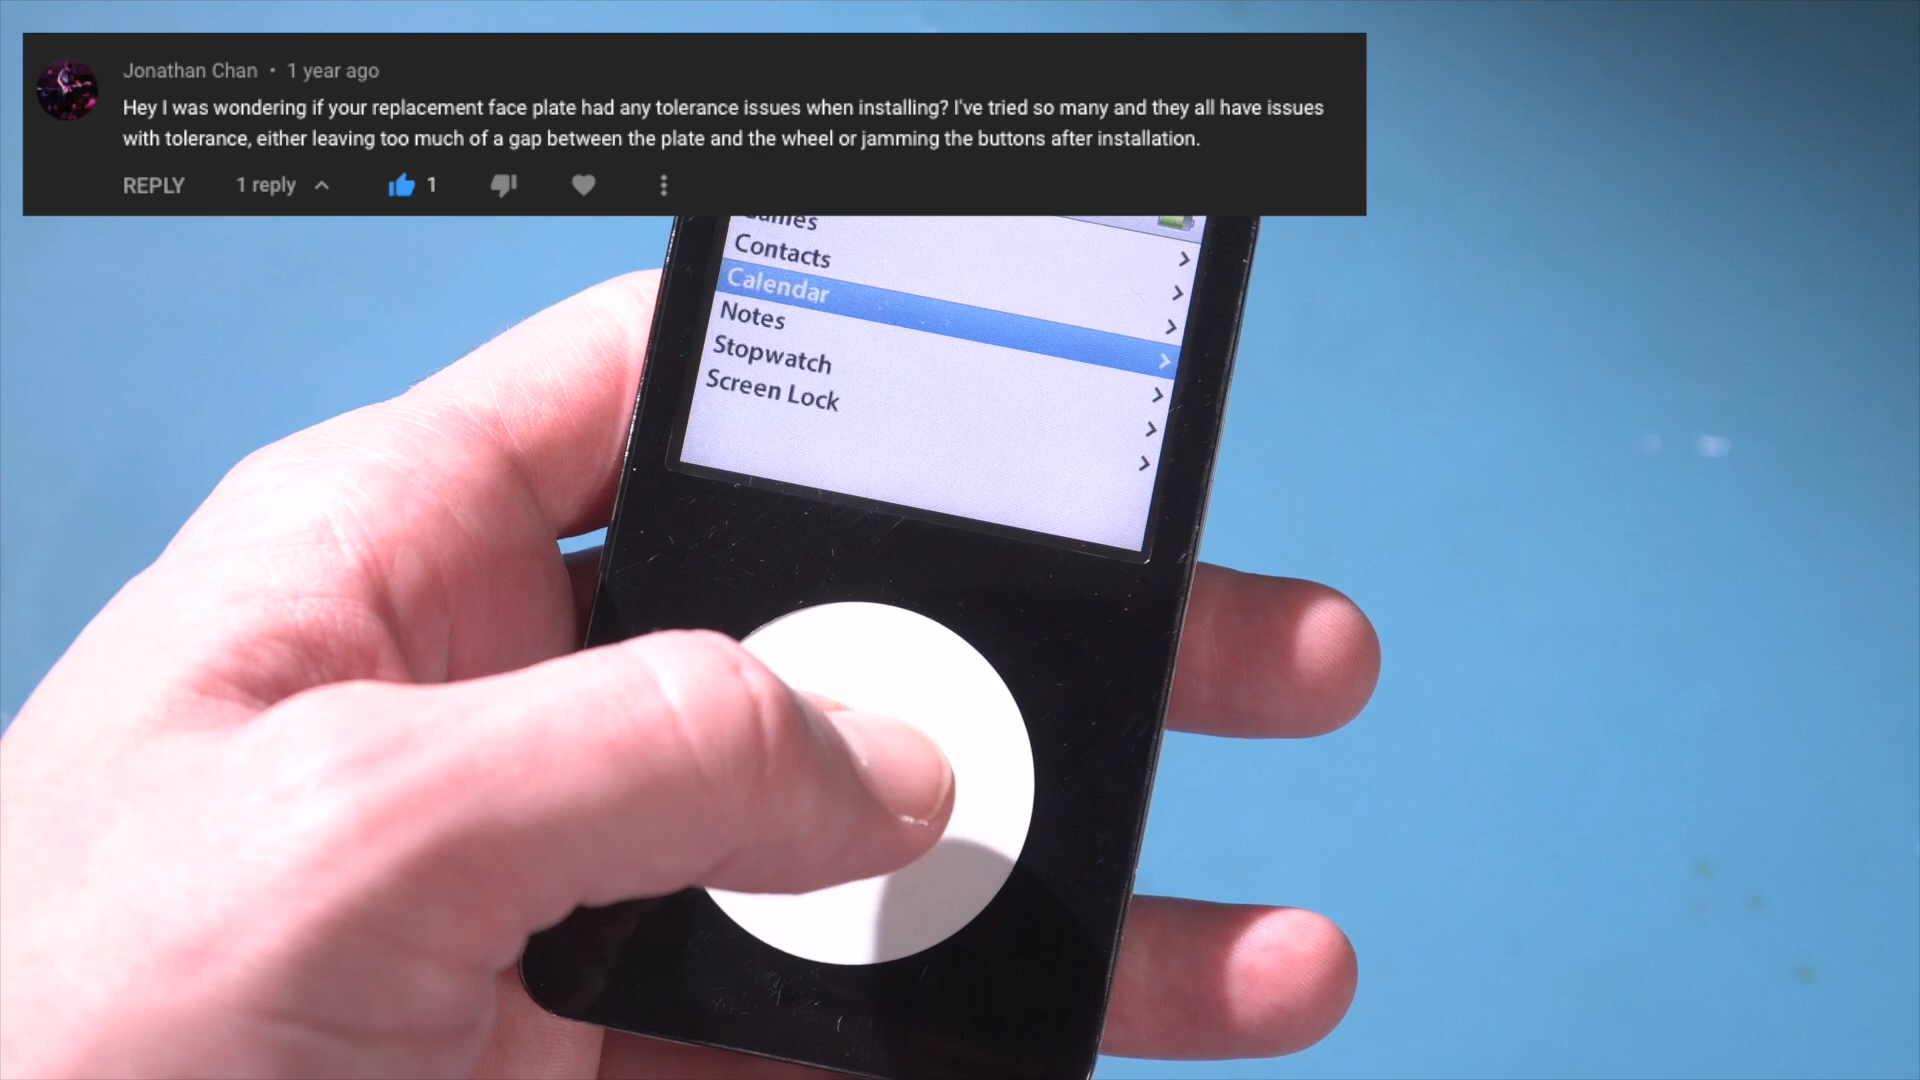 Jonathan Chan • 1 year ago
Hey I was wondering if your replacement face plate had any tolerance issues when installing? I've tried so many and they all have issues
with tolerance, either leaving too much of a gap between the plate and the wheel or jamming the buttons after installation.
REPLY 1 reply 1
Games
Contacts
Calendar
Notes
Stopwatch
Screen Lock